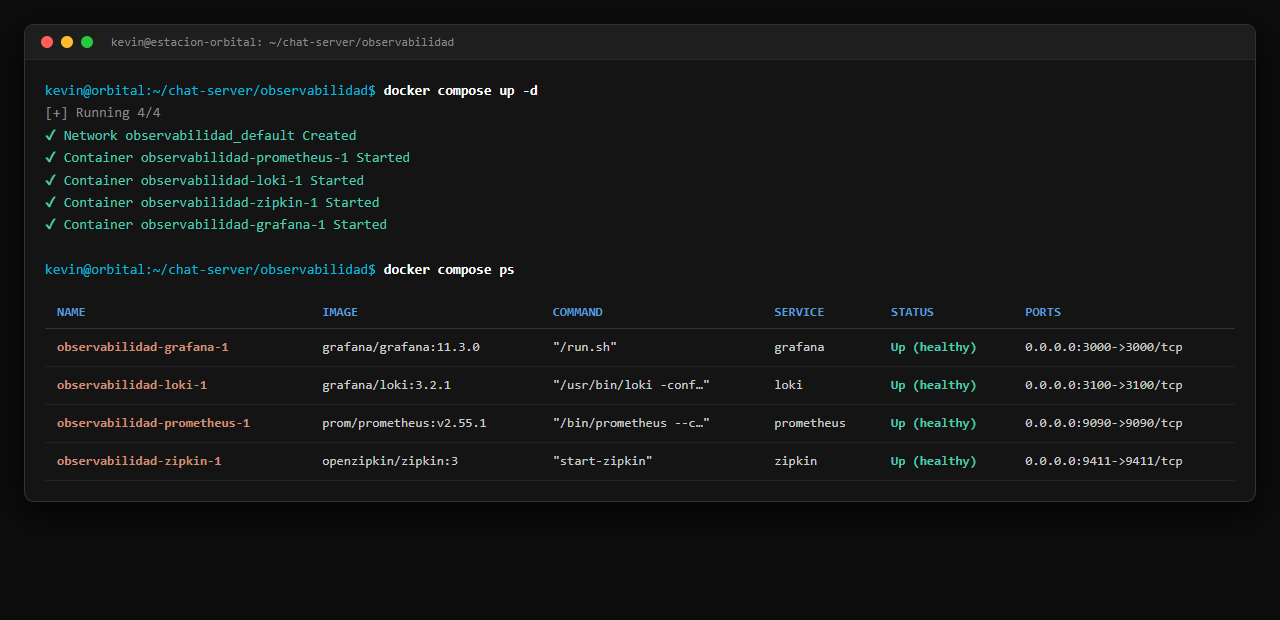 kevin@estacion-orbital: ~/chat-server/observabilidad
kevin@orbital:~/chat-server/observabilidad$ docker compose up -d
[+] Running 4/4
✓ Network observabilidad_default Created
✓ Container observabilidad-prometheus-1 Started
✓ Container observabilidad-loki-1 Started
✓ Container observabilidad-zipkin-1 Started
✓ Container observabilidad-grafana-1 Started
kevin@orbital:~/chat-server/observabilidad$ docker compose ps
NAME IMAGE COMMAND SERVICE STATUS PORTS
observabilidad-grafana-1 grafana/grafana:11.3.0 "/run.sh" grafana Up (healthy) 0.0.0.0:3000->3000/tcp
observabilidad-loki-1 grafana/loki:3.2.1 "/usr/bin/loki -conf…" loki Up (healthy) 0.0.0.0:3100->3100/tcp
observabilidad-prometheus-1 prom/prometheus:v2.55.1 "/bin/prometheus --c…" prometheus Up (healthy) 0.0.0.0:9090->9090/tcp
observabilidad-zipkin-1 openzipkin/zipkin:3 "start-zipkin" zipkin Up (healthy) 0.0.0.0:9411->9411/tcp